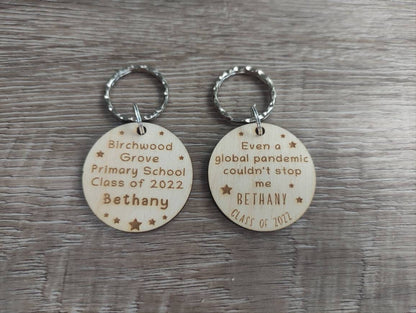 Birchwood
Grove
Primary School
Class of 2022
Bethany
Even a
global pandemic
couldn't stop
me
BETHANY
CLASS OF 2022